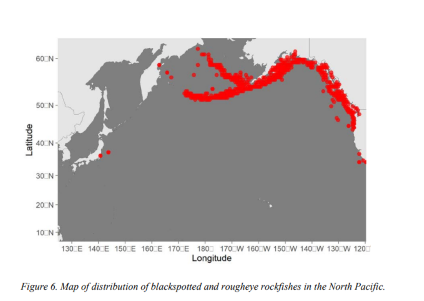 60▯N
50▯N
40▯N
30▯N
20▯N
10▯N
Latitude
130▯E 140▯E 150▯E 160▯E 170▯E 180▯ 170▯W 160▯W 150▯W 140▯W 130▯W 120▯
Longitude
Figure 6. Map of distribution of blackspotted and rougheye rockfishes in the North Pacific.